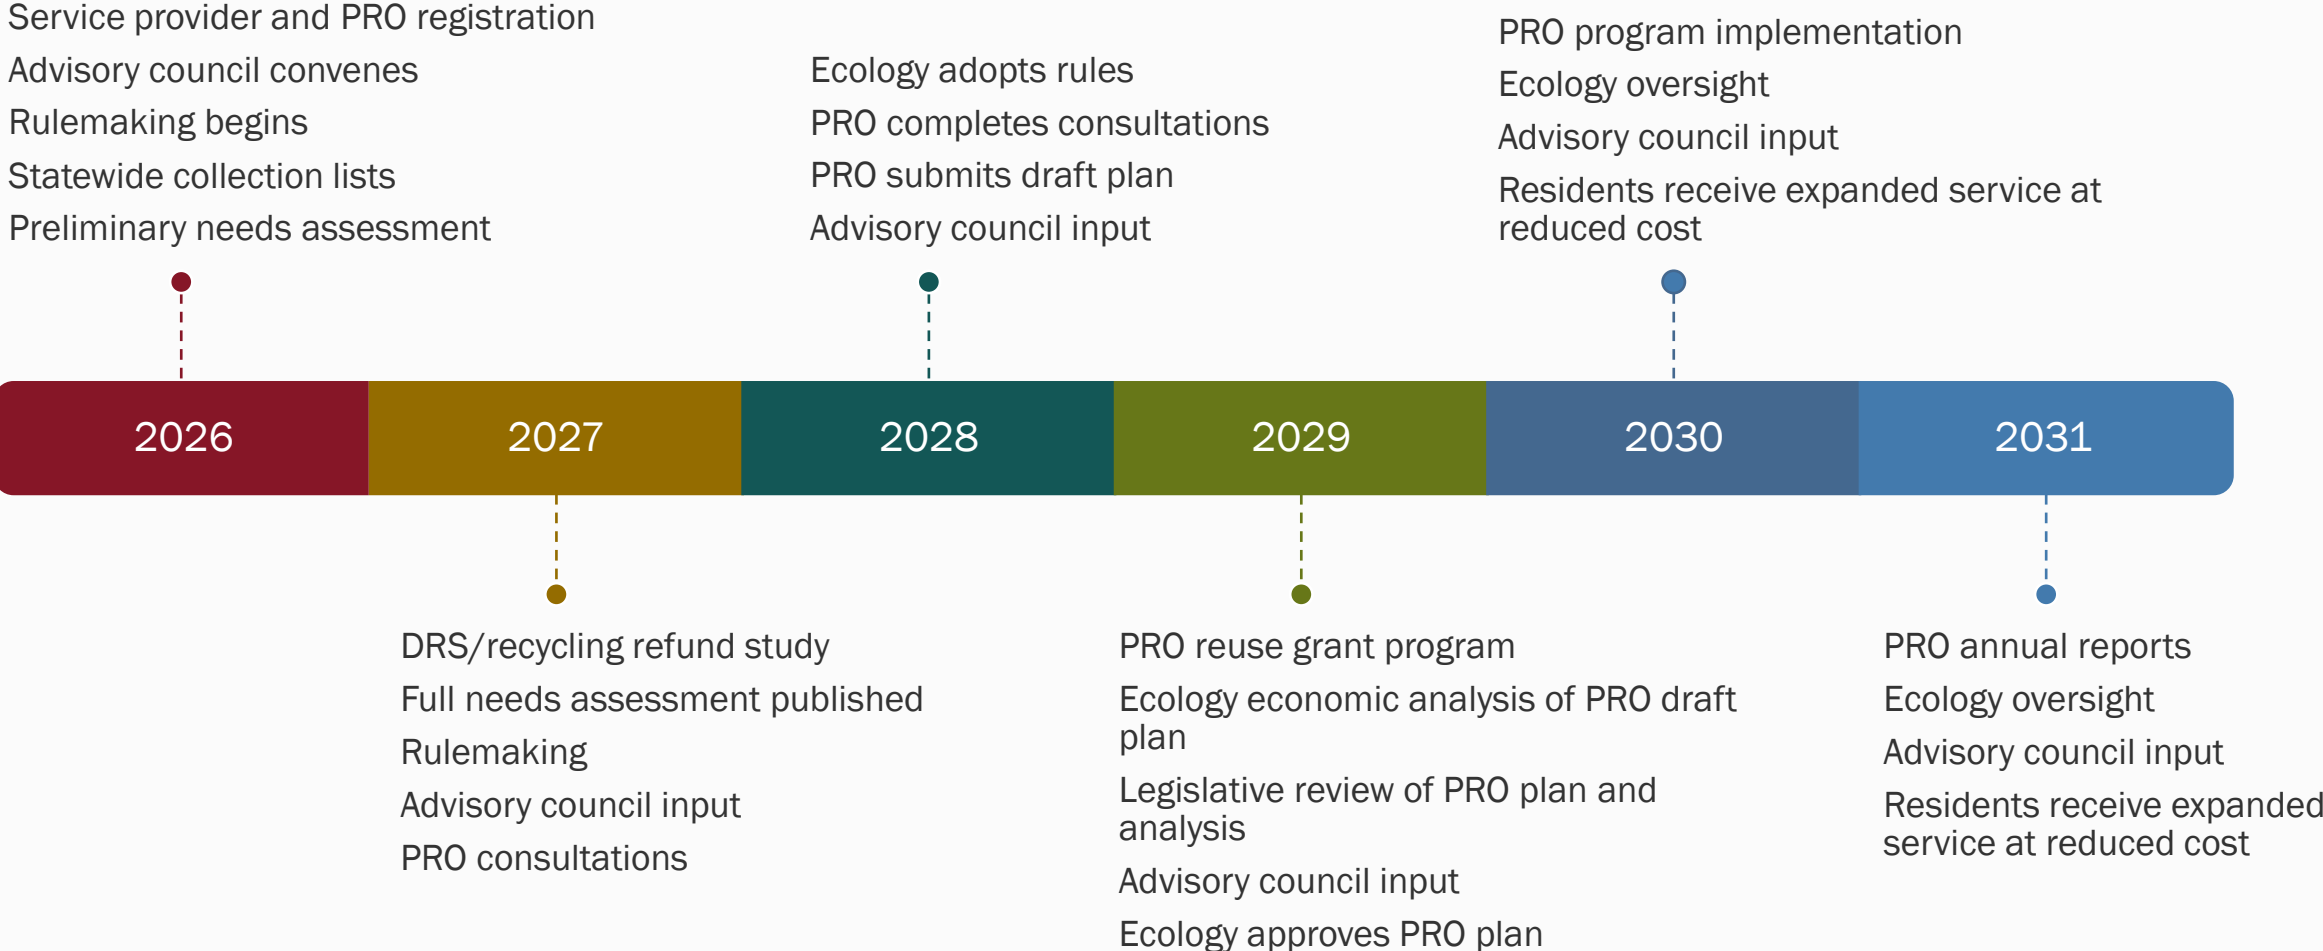 Service provider and PRO registration
Advisory council convenes
Rulemaking begins
Statewide collection lists
Preliminary needs assessment
Ecology adopts rules
PRO completes consultations
PRO submits draft plan
Advisory council input
PRO program implementation
Ecology oversight
Advisory council input
Residents receive expanded service at
reduced cost
2026
2027
2028
2029
2030
2031
DRS/recycling refund study
Full needs assessment published
Rulemaking
Advisory council input
PRO consultations
PRO reuse grant program
Ecology economic analysis of PRO draft
plan
Legislative review of PRO plan and
analysis
Advisory council input
Ecology approves PRO plan
PRO annual reports
Ecology oversight
Advisory council input
Residents receive expanded
service at reduced cost